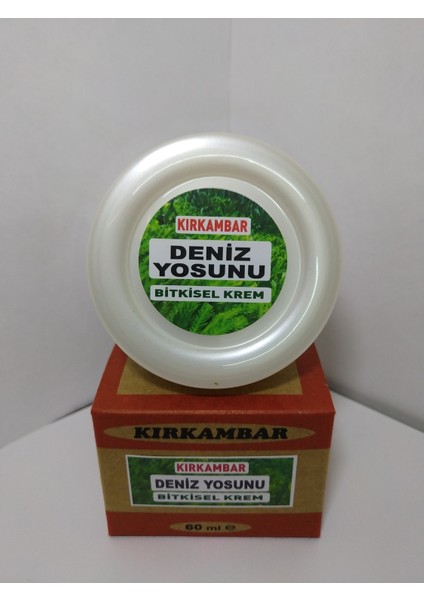 KIRKAMBAR
DENİZ
YOSUNU
BİTKİSEL KREM
KIRKAMBAR
KIRKAMBAR
DENİZ YOSUNU
BİTKİSEL KREM
60 ml ℮